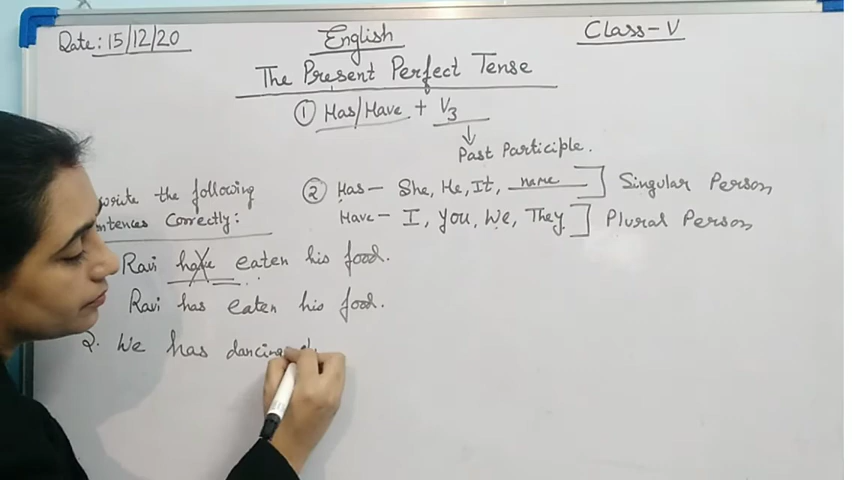 Date: 15/12/20
English
Class-V
The Present Perfect Tense
① Has/Have + V3
Past Participle.
write the following
Correctly:
② Has- She, He, It, name Singular Person
Have- I, You, We, They Plural Person
Ravi have eaten his food.
Ravi has eaten his food.
2. We has dancing